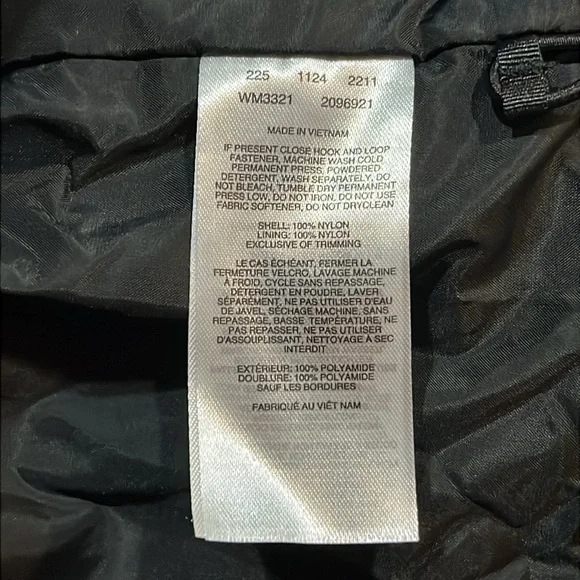 225 1124 2211
WM3321 2096921
MADE IN VIETNAM
IF PRESENT CLOSE HOOK AND LOOP
FASTENER, MACHINE WASH COLD
PERMANENT PRESS, POWDERED
DETERGENT, WASH SEPARATELY, DO
NOT BLEACH, TUMBLE DRY PERMANENT
PRESS LOW, DO NOT IRON, DO NOT USE
FABRIC SOFTENER, DO NOT DRYCLEAN
SHELL: 100% NYLON
LINING: 100% NYLON
EXCLUSIVE OF TRIMMING
LE CAS ÉCHÉANT, FERMER LA
FERMETURE VELCRO, LAVAGE MACHINE
À FROID, CYCLE SANS REPASSAGE,
DÉTERGENT EN POUDRE, LAVER
SÉPARÉMENT, NE PAS UTILISER D'EAU
DE JAVEL, SÉCHAGE MACHINE, SANS
REPASSAGE, BASSE TEMPÉRATURE, NE
PAS REPASSER, NE PAS UTILISER
D'ASSOUPLISSANT, NETTOYAGE A SEC
INTERDIT
EXTÉRIEUR: 100% POLYAMIDE
DOUBLURE: 100% POLYAMIDE
SAUF LES BORDURES
FABRIQUÉ AU VIÊT NAM